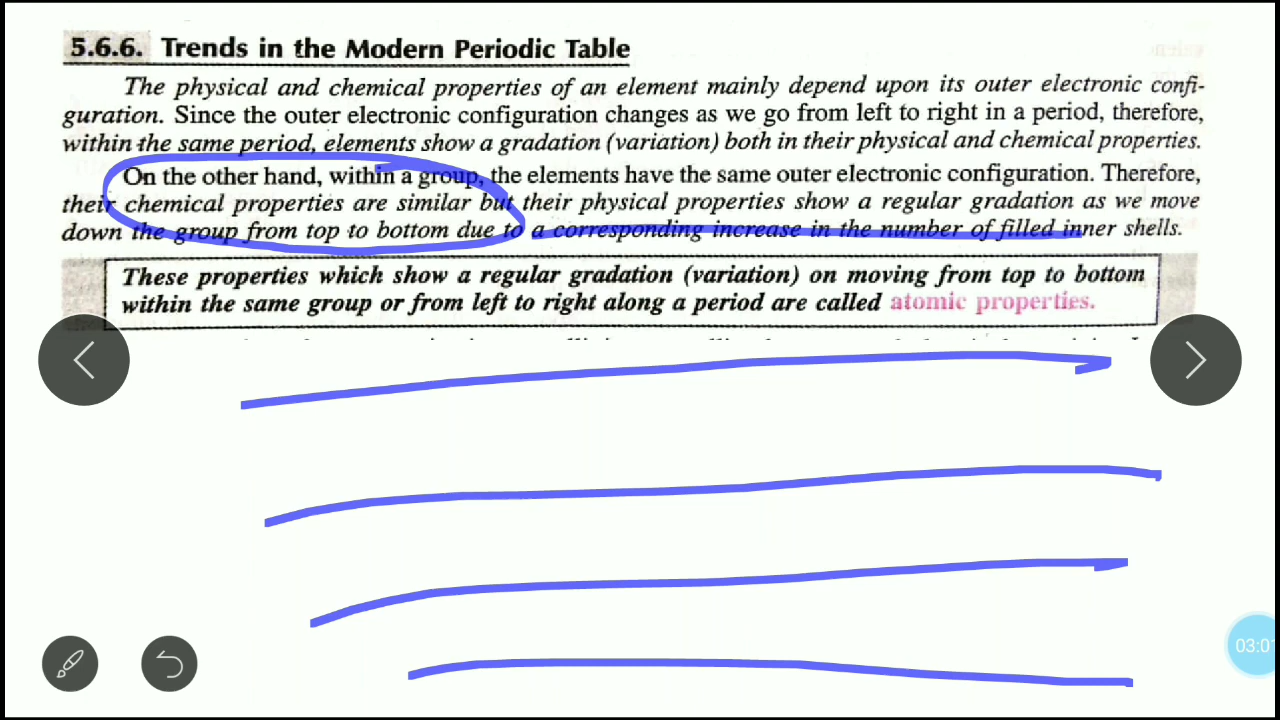 5.6.6. Trends in the Modern Periodic Table
The physical and chemical properties of an element mainly depend upon its outer electronic confi-
guration. Since the outer electronic configuration changes as we go from left to right in a period, therefore,
within the same period, elements show a gradation (variation) both in their physical and chemical properties.
On the other hand, within a group, the elements have the same outer electronic configuration. Therefore,
their chemical properties are similar but their physical properties show a regular gradation as we move
down the group from top to bottom due to a corresponding increase in the number of filled inner shells.
These properties which show a regular gradation (variation) on moving from top to bottom
within the same group or from left to right along a period are called atomic properties.